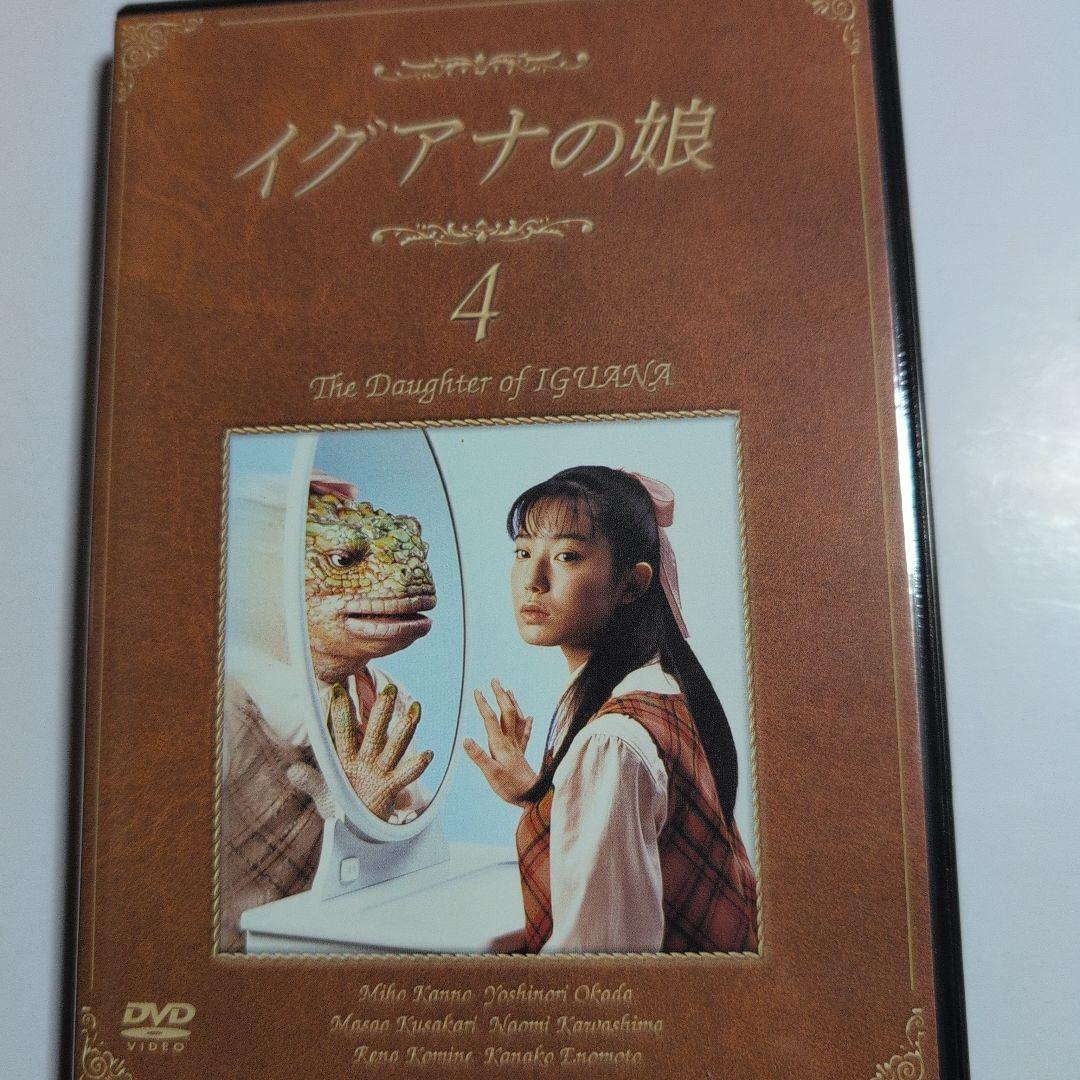 イグアナの娘
4
The Daughter of IGUANA
Miho Kanno Yoshinori Okada
Masao Kusakari Naomi Kawashima
Rena Komine Kanako Enomoto
DVD
VIDEO